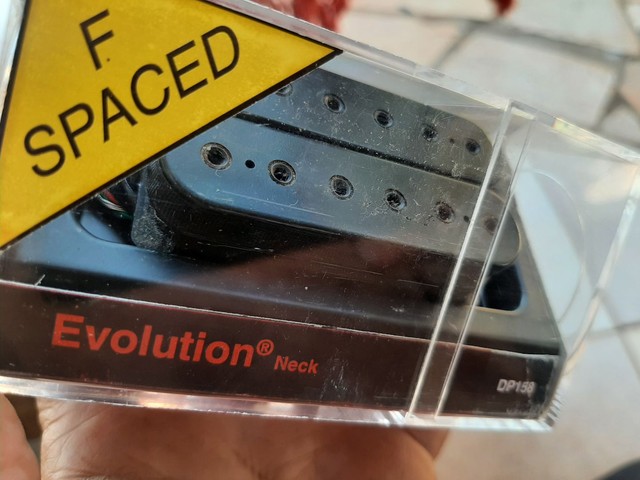 F
SPACED
Evolution® Neck
DP158